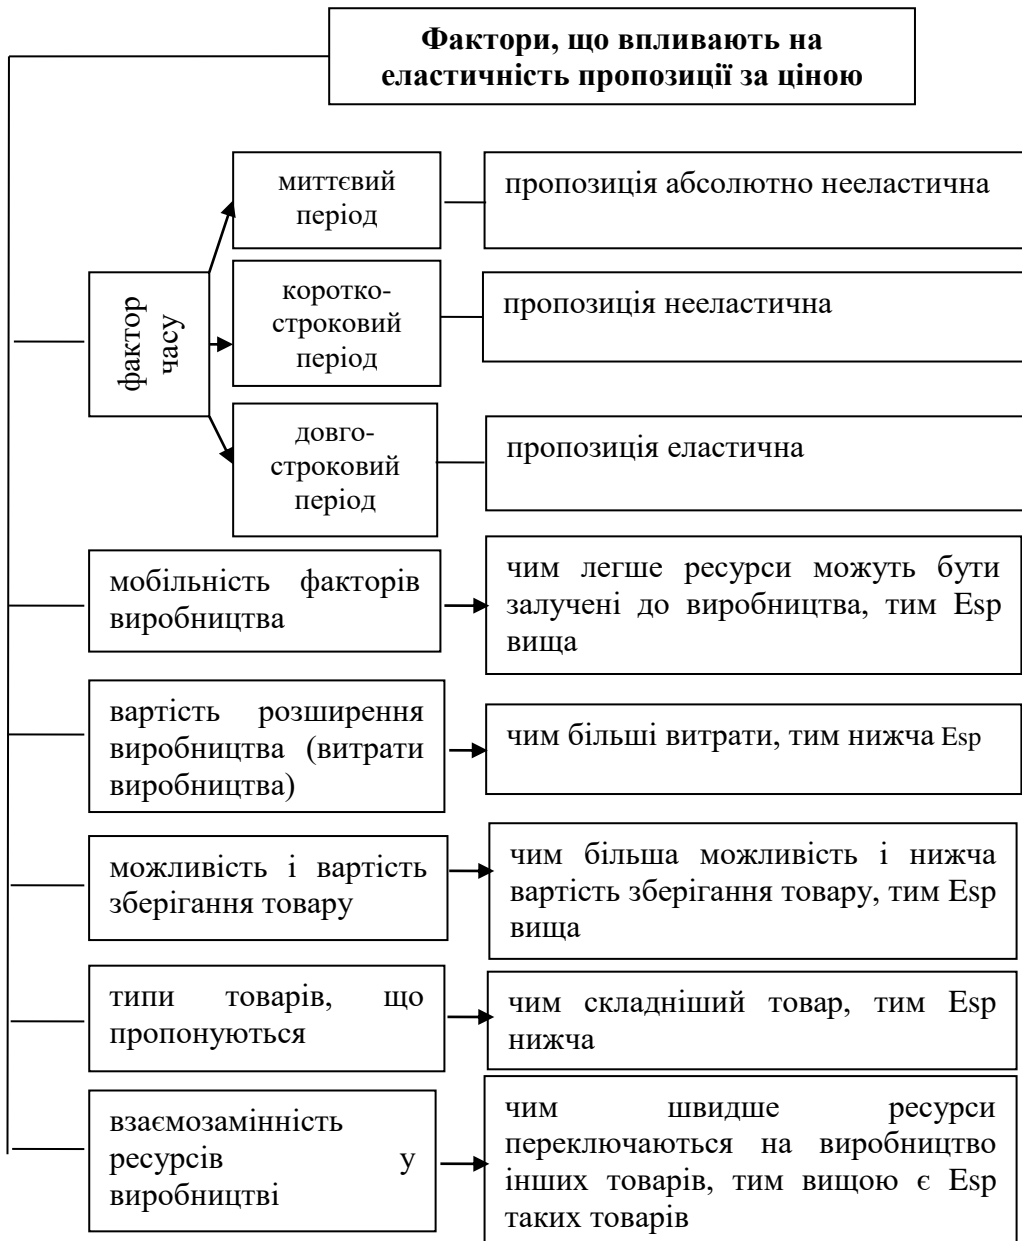 Фактори, що впливають на
еластичність пропозиції за ціною
фактор
часу
миттєвий
період
пропозиція абсолютно нееластична
коротко-
строковий
період
пропозиція нееластична
довго-
строковий
період
пропозиція еластична
мобільність факторів
виробництва
чим легше ресурси можуть бути
залучені до виробництва, тим Esp
вища
вартість розширення
виробництва (витрати
виробництва)
чим більші витрати, тим нижча Esp
можливість і вартість
зберігання товару
чим більша можливість і нижча
вартість зберігання товару, тим Esp
вища
типи товарів, що
пропонуються
чим складніший товар, тим Esp
нижча
взаємозамінність
ресурсів у
виробництві
чим швидше ресурси
переключаються на виробництво
інших товарів, тим вищою є Esp
таких товарів